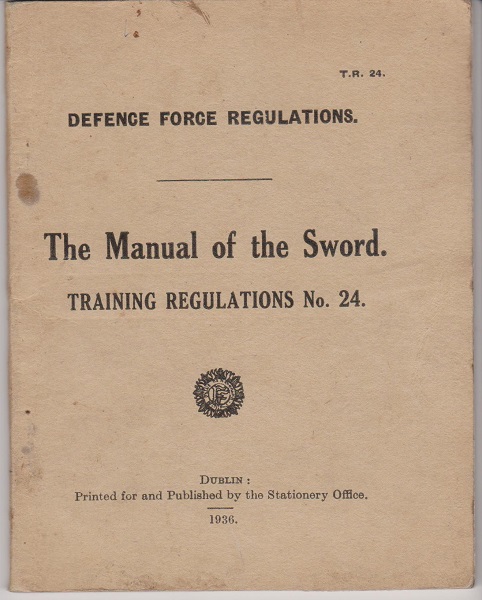 T.R. 24.
DEFENCE FORCE REGULATIONS.
The Manual of the Sword.
TRAINING REGULATIONS No. 24.
DUBLIN :
Printed for and Published by the Stationery Office.
1936.